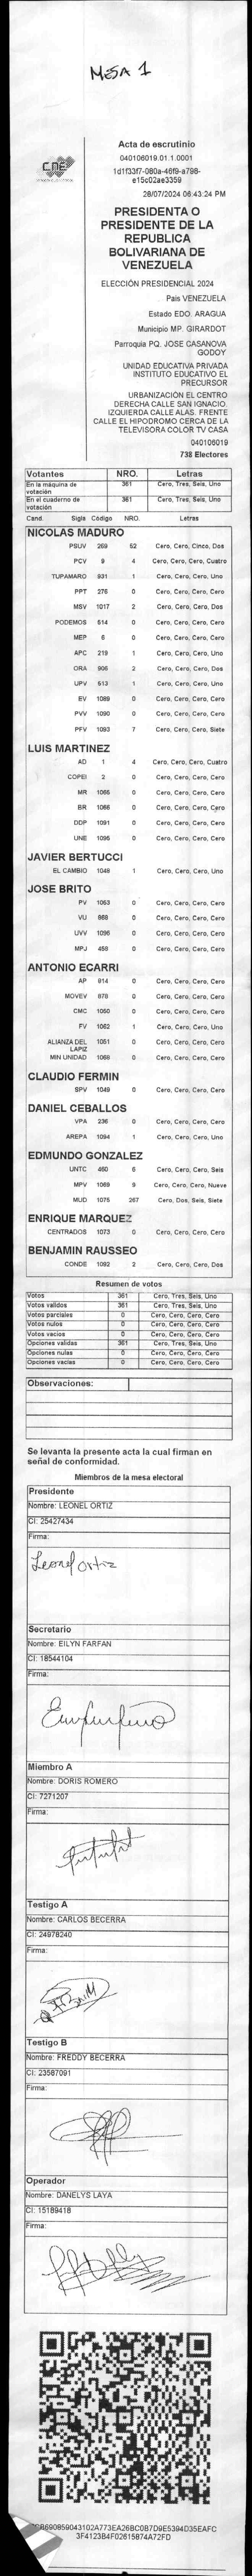 MESA 1
CNE
Acta de escrutinio
040106019.01.1.0001
1d1f33f7-080a-46f9-a798-
e15c02ae3359
28/07/2024 06:43:24 PM
PRESIDENTA O
PRESIDENTE DE LA
REPUBLICA
BOLIVARIANA DE
VENEZUELA
ELECCIÓN PRESIDENCIAL 2024
Pais VENEZUELA
Estado EDO. ARAGUA
Municipio MP. GIRARDOT
Parroquia PQ. JOSE CASANOVA
GODOY
UNIDAD EDUCATIVA PRIVADA
INSTITUTO EDUCATIVO EL
PRECURSOR
URBANIZACIÓN EL CENTRO
DERECHA CALLE SAN IGNACIO.
IZQUIERDA CALLE ALAS. FRENTE
CALLE EL HIPODROMO CERCA DE LA
TELEVISORA COLOR TV CASA
040106019
738 Electores
Votantes NRO. Letras
En la máquina de votación 361 Cero, Tres, Seis, Uno
En el cuaderno de votación 361 Cero, Tres, Seis, Uno
Cand. Sigla Código NRO. Letras
NICOLAS MADURO
PSUV 269 52 Cero, Cero, Cinco, Dos
PCV 9 4 Cero, Cero, Cero, Cuatro
TUPAMARO 931 1 Cero, Cero, Cero, Uno
PPT 276 0 Cero, Cero, Cero, Cero
MSV 1017 2 Cero, Cero, Cero, Dos
PODEMOS 514 0 Cero, Cero, Cero, Cero
MEP 6 0 Cero, Cero, Cero, Cero
APC 219 1 Cero, Cero, Cero, Uno
ORA 906 2 Cero, Cero, Cero, Dos
UPV 613 1 Cero, Cero, Cero, Uno
EV 1089 0 Cero, Cero, Cero, Cero
PVV 1090 0 Cero, Cero, Cero, Cero
PFV 1093 7 Cero, Cero, Cero, Siete
LUIS MARTINEZ
AD 1 4 Cero, Cero, Cero, Cuatro
COPEI 2 0 Cero, Cero, Cero, Cero
MR 1065 0 Cero, Cero, Cero, Cero
BR 1066 0 Cero, Cero, Cero, Cero
DDP 1091 0 Cero, Cero, Cero, Cero
UNE 1095 0 Cero, Cero, Cero, Cero
JAVIER BERTUCCI
EL CAMBIO 1048 1 Cero, Cero, Cero, Uno
JOSE BRITO
PV 1053 0 Cero, Cero, Cero, Cero
VU 868 0 Cero, Cero, Cero, Cero
UVV 1096 0 Cero, Cero, Cero, Cero
MPJ 458 0 Cero, Cero, Cero, Cero
ANTONIO ECARRI
AP 914 0 Cero, Cero, Cero, Cero
MOVEV 878 0 Cero, Cero, Cero, Cero
CMC 1050 0 Cero, Cero, Cero, Cero
FV 1052 1 Cero, Cero, Cero, Uno
ALIANZA DEL LAPIZ 1051 0 Cero, Cero, Cero, Cero
MIN UNIDAD 1068 0 Cero, Cero, Cero, Cero
CLAUDIO FERMIN
SPV 1049 0 Cero, Cero, Cero, Cero
DANIEL CEBALLOS
VPA 236 0 Cero, Cero, Cero, Cero
AREPA 1094 1 Cero, Cero, Cero, Uno
EDMUNDO GONZALEZ
UNTC 460 6 Cero, Cero, Cero, Seis
MPV 1069 9 Cero, Cero, Cero, Nueve
MUD 1075 267 Cero, Dos, Seis, Siete
ENRIQUE MARQUEZ
CENTRADOS 1073 0 Cero, Cero, Cero, Cero
BENJAMIN RAUSSEO
CONDE 1092 2 Cero, Cero, Cero, Dos
Resumen de votos
Votos 361 Cero, Tres, Seis, Uno
Votos validos 361 Cero, Tres, Seis, Uno
Votos parciales 0 Cero, Cero, Cero, Cero
Votos nulos 0 Cero, Cero, Cero, Cero
Votos vacios 0 Cero, Cero, Cero, Cero
Opciones validas 361 Cero, Tres, Seis, Uno
Opciones nulas 0 Cero, Cero, Cero, Cero
Opciones vacias 0 Cero, Cero, Cero, Cero
Observaciones:
Se levanta la presente acta la cual firman en
señal de conformidad.
Miembros de la mesa electoral
Presidente
Nombre: LEONEL ORTIZ
CI: 25427434
Firma:
Leonel ortiz
Secretario
Nombre: EILYN FARFAN
CI: 18544104
Firma:
Miembro A
Nombre: DORIS ROMERO
CI: 7271207
Firma:
Testigo A
Nombre: CARLOS BECERRA
CI: 24978240
Firma:
Testigo B
Nombre: FREDDY BECERRA
CI: 23587091
Firma:
Operador
Nombre: DANELYS LAYA
CI: 15189418
Firma:
3F4123B4F02615874A72FD